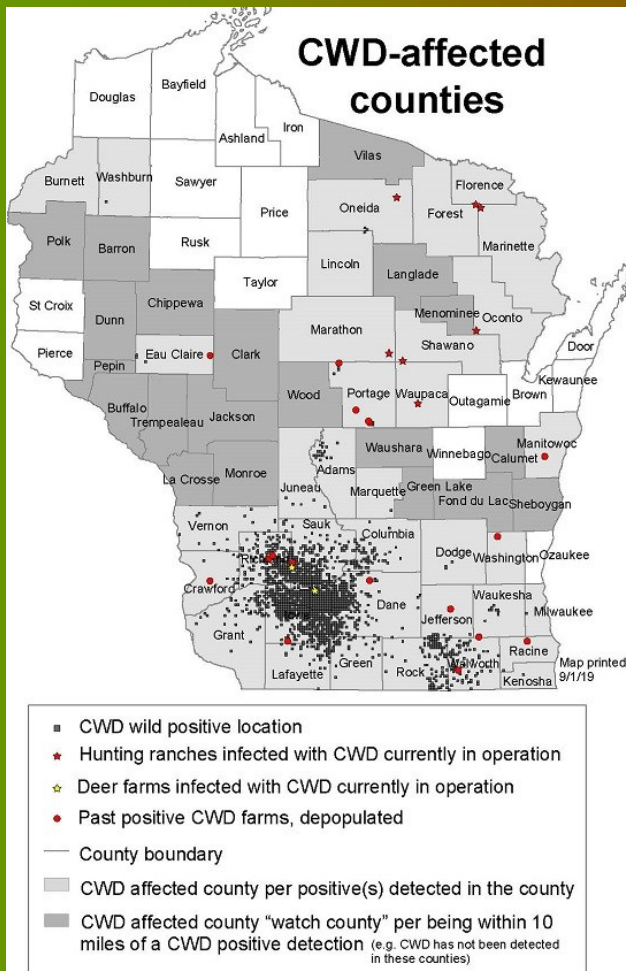 CWD-affected
counties
Douglas
Bayfield
Ashland
Iron
Vilas
Burnett
Washburn
Sawyer
Price
Oneida
Forest
Florence
Marinette
Polk
Barron
Rusk
Taylor
Lincoln
Langlade
Menominee
Oconto
St Croix
Dunn
Chippewa
Marathon
Shawano
Door
Pierce
Pepin
Eau Claire
Clark
Kewaunee
Buffalo
Trempealeau
Jackson
Wood
Portage
Waupaca
Outagamie
Brown
La Crosse
Monroe
Juneau
Adams
Waushara
Winnebago
Calumet
Manitowoc
Marquette
Green Lake
Fond du Lac
Sheboygan
Vernon
Sauk
Columbia
Dodge
Washington
Ozaukee
Crawford
Dane
Jefferson
Waukesha
Milwaukee
Grant
Lafayette
Green
Rock
Walworth
Racine
Kenosha
Map printed
9/1/19
CWD wild positive location
Hunting ranches infected with CWD currently in operation
Deer farms infected with CWD currently in operation
Past positive CWD farms, depopulated
County boundary
CWD affected county per positive(s) detected in the county
CWD affected county "watch county" per being within 10
miles of a CWD positive detection (e.g. CWD has not been detected
in these counties)